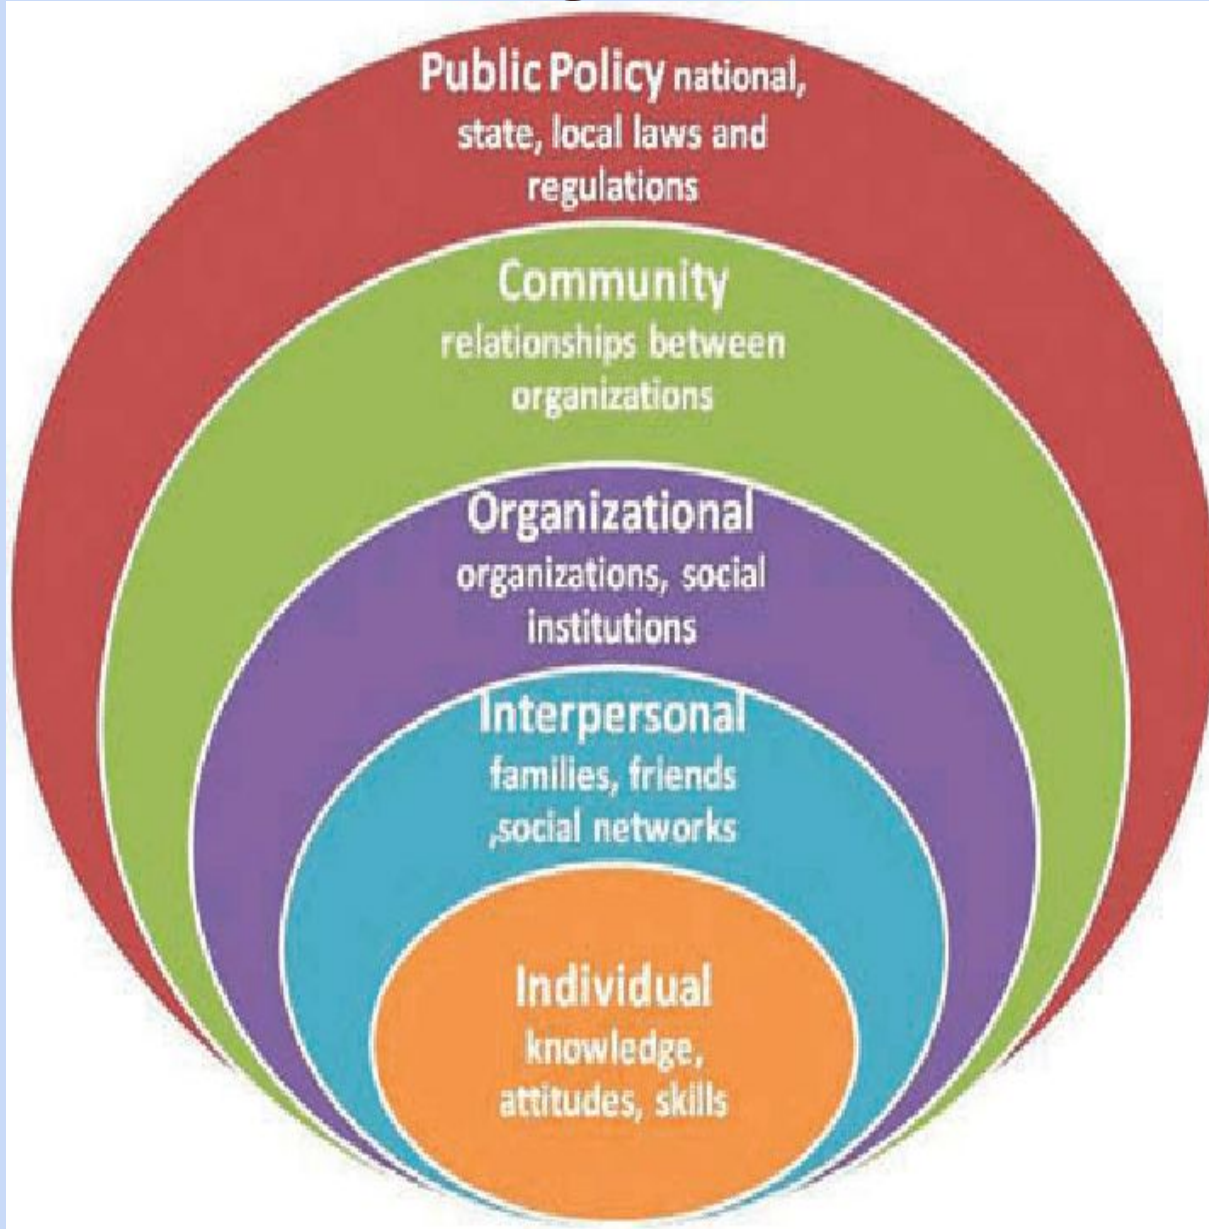 Public Policy national,
state, local laws and
regulations
Community
relationships between
organizations
Organizational
organizations, social
institutions
Interpersonal
families, friends
,social networks
Individual
knowledge,
attitudes, skills